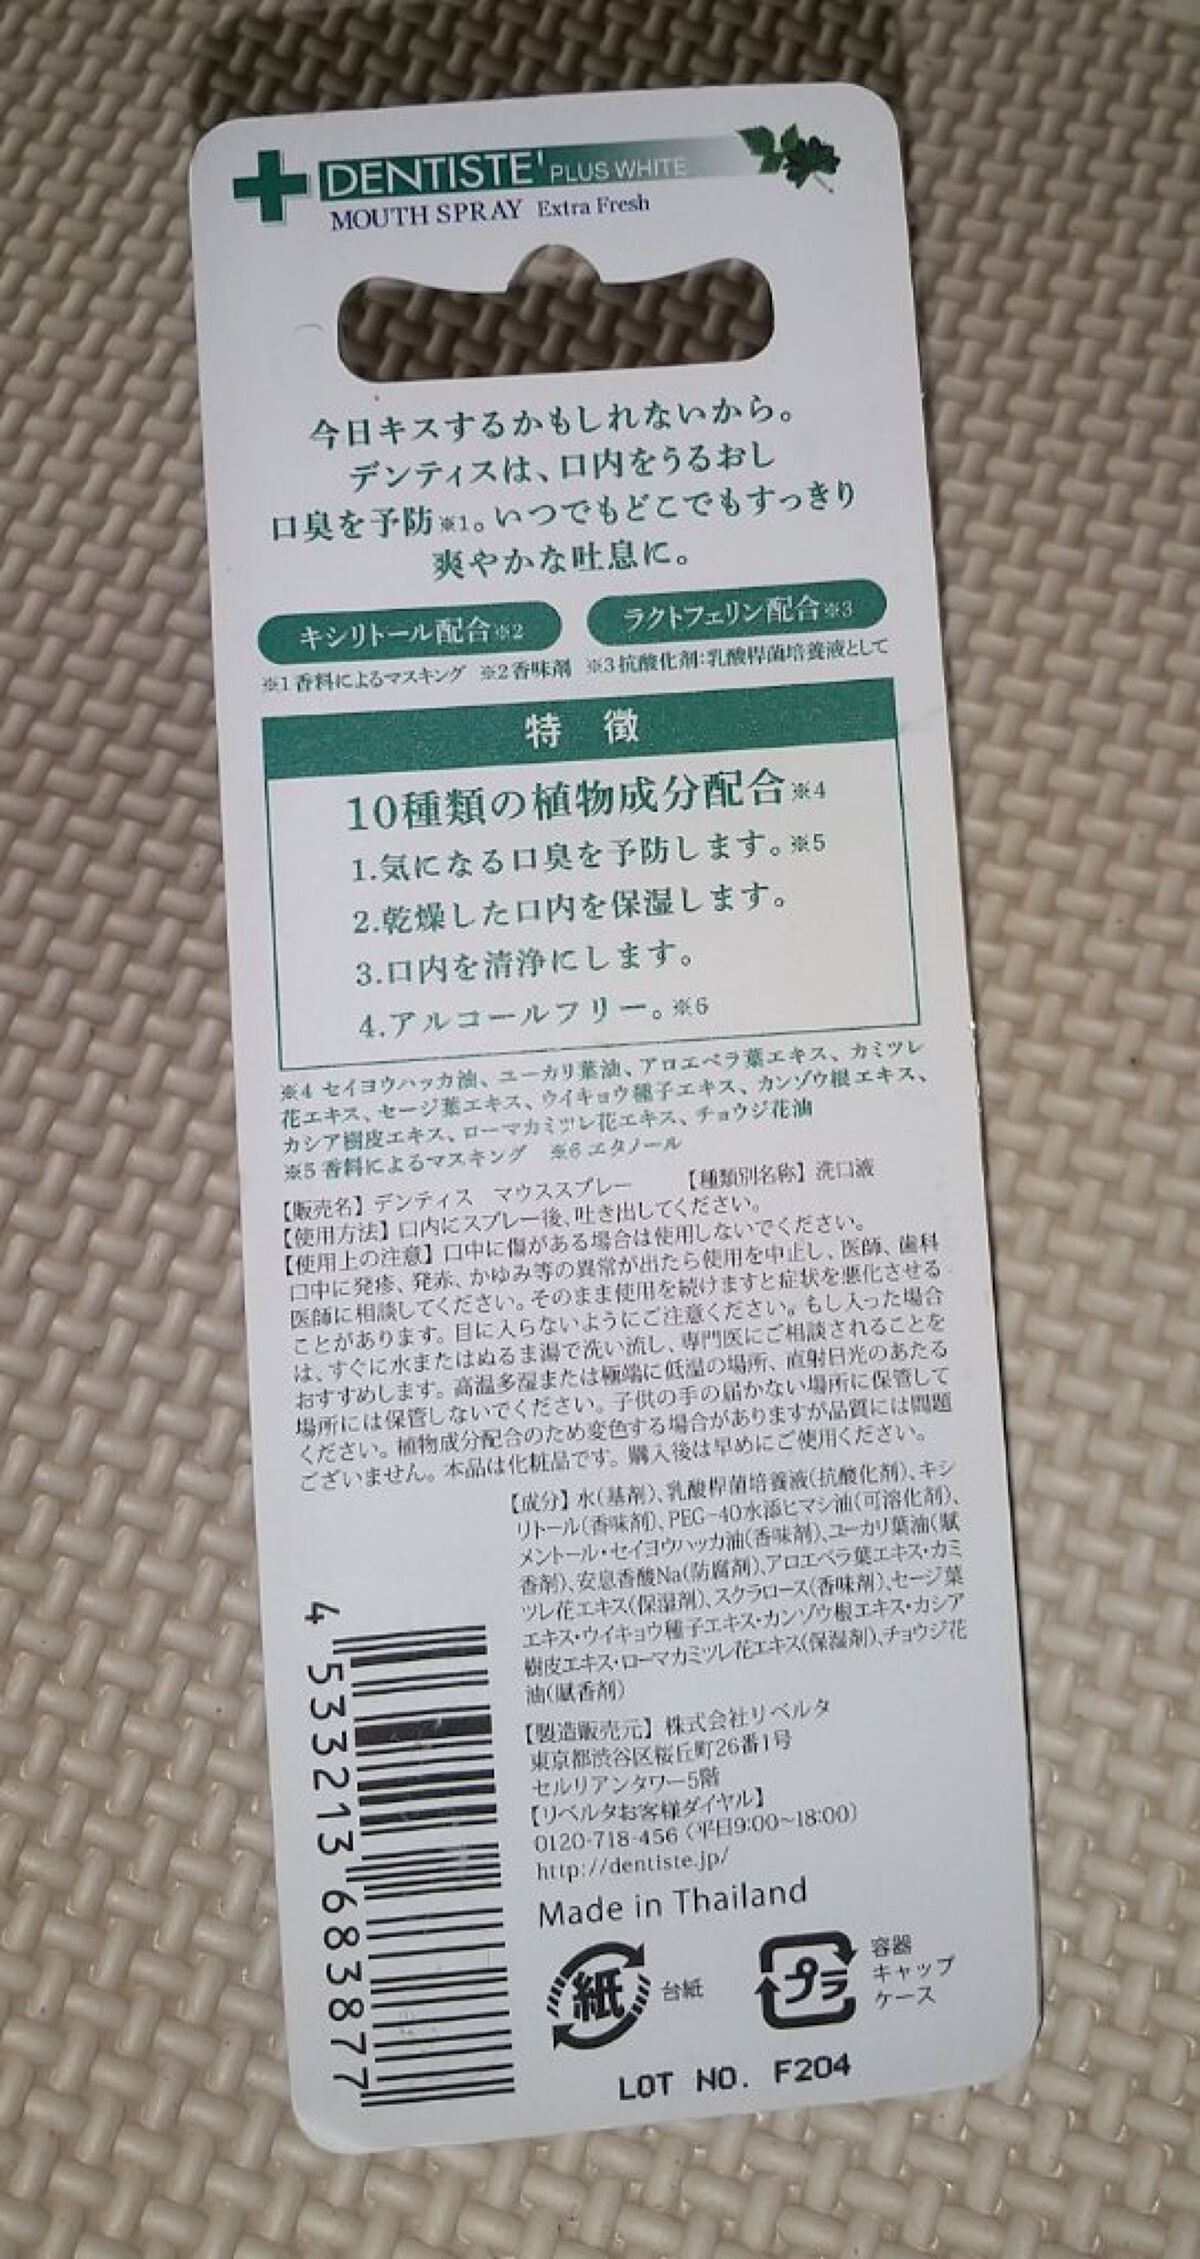 DENTISTE' PLUS WHITE
MOUTH SPRAY Extra Fresh
今日キスするかもしれないから。
デンティスは、口内をうるおし
口臭を予防※1。いつでもどこでもすっきり
爽やかな吐息に。
キシリトール配合※2 ラクトフェリン配合※3
※1香料によるマスキング ※2香味剤 ※3抗酸化剤:乳酸桿菌培養液として
特 徴
10種類の植物成分配合※4
1.気になる口臭を予防します。※5
2.乾燥した口内を保湿します。
3.口内を清浄にします。
4.アルコールフリー。※6
※4 セイヨウハッカ油、ユーカリ葉油、アロエベラ葉エキス、カミツレ
花エキス、セージ葉エキス、ウイキョウ種子エキス、カンゾウ根エキス、
カシア樹皮エキス、ローマカミツレ花エキス、チョウジ花油
※5 香料によるマスキング ※6エタノール
【販売名】デンティス マウススプレー 【種類別名称】洗口液
【使用方法】口内にスプレー後、吐き出してください。
【使用上の注意】口中に傷がある場合は使用しないでください。
口中に発疹、発赤、かゆみ等の異常が出たら使用を中止し、医師、歯科
医師に相談してください。そのまま使用を続けますと症状を悪化させる
ことがあります。目に入らないようにご注意ください。もし入った場合
は、すぐに水またはぬるま湯で洗い流し、専門医にご相談されることを
おすすめします。高温多湿または極端に低温の場所、直射日光のあたる
場所には保管しないでください。子供の手の届かない場所に保管して
ください。植物成分配合のため変色する場合がありますが品質には問題
ございません。本品は化粧品です。購入後は早めにご使用ください。
【成分】水(基剤)、乳酸桿菌培養液(抗酸化剤)、キシ
リトール(香味剤)、PEG-40水添ヒマシ油(可溶化剤)、
メントール・セイヨウハッカ油(香味剤)、ユーカリ葉油(賦
香剤)、安息香酸Na(防腐剤)、アロエベラ葉エキス・カミ
ツレ花エキス(保湿剤)、スクラロース(香味剤)、セージ葉
エキス・ウイキョウ種子エキス・カンゾウ根エキス・カシア
樹皮エキス・ローマカミツレ花エキス(保湿剤)、チョウジ花
油(賦香剤)
【製造販売元】株式会社リベルタ
東京都渋谷区桜丘町26番1号
セルリアンタワー5階
【リベルタお客様ダイヤル】
0120-718-456(平日9:00~18:00)
http://dentiste.jp/
Made in Thailand
紙 台紙
プラ 容器
キャップ
ケース
LOT NO. F204
4 533213 683877